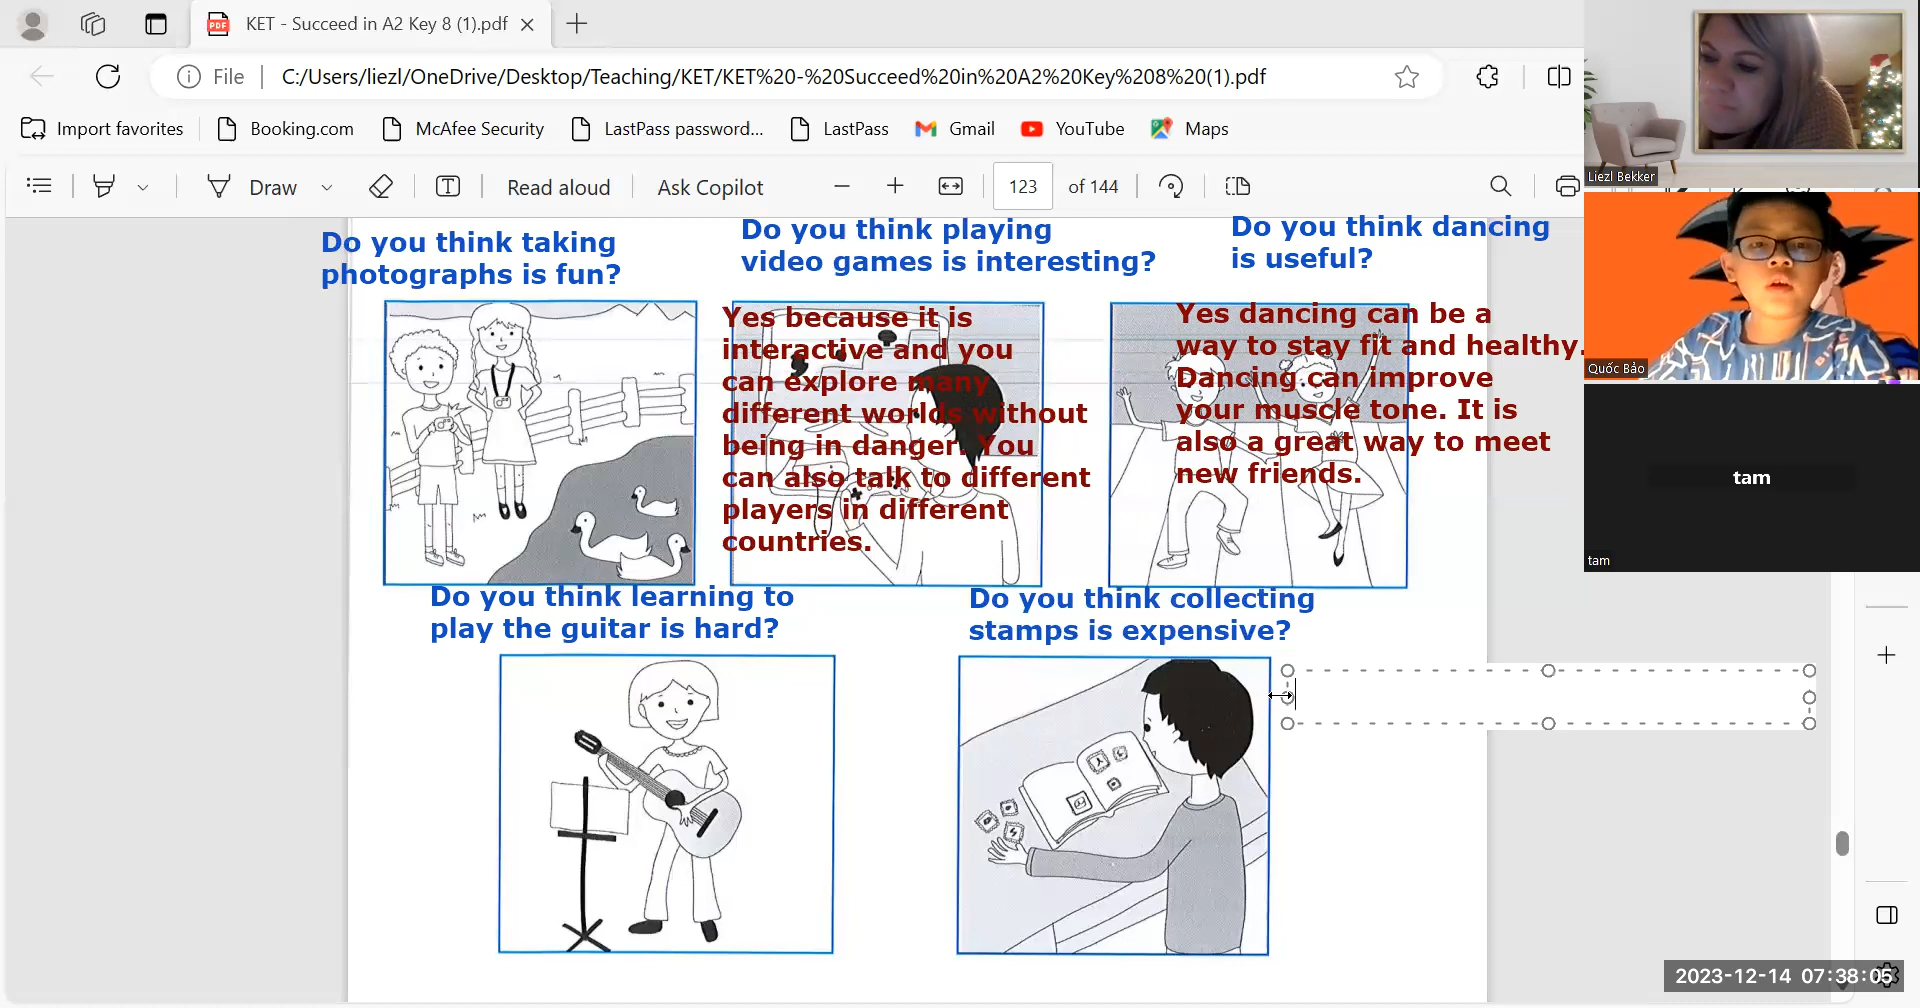 KET - Succeed in A2 Key 8 (1).pdf
File
C:/Users/liezl/OneDrive/Desktop/Teaching/KET/KET%20-%20Succeed%20in%20A2%20Key%208%20(1).pdf
Import favorites
Booking.com
McAfee Security
LastPass password...
LastPass
Gmail
YouTube
Maps
Draw
Read aloud
Ask Copilot
123
of 144
Do you think taking
photographs is fun?
Do you think playing
video games is interesting?
Do you think dancing
is useful?
Yes because it is
interactive and you
can explore many
different worlds without
being in danger. You
can also talk to different
players in different
countries.
Yes dancing can be a
way to stay fit and healthy.
Dancing can improve
your muscle tone. It is
also a great way to meet
new friends.
Do you think learning to
play the guitar is hard?
Do you think collecting
stamps is expensive?
Liezl Bekker
Quốc Bảo
tam
tam
2023-12-14 07:38:05